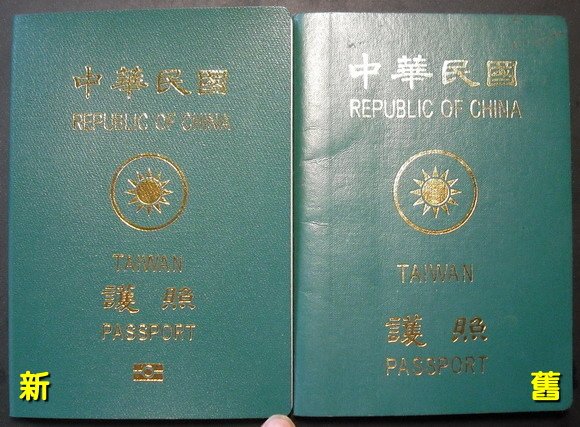 中華民國
REPUBLIC OF CHINA
TAIWAN
護照
PASSPORT
新
中華民國
REPUBLIC OF CHINA
TAIWAN
護照
PASSPORT
舊